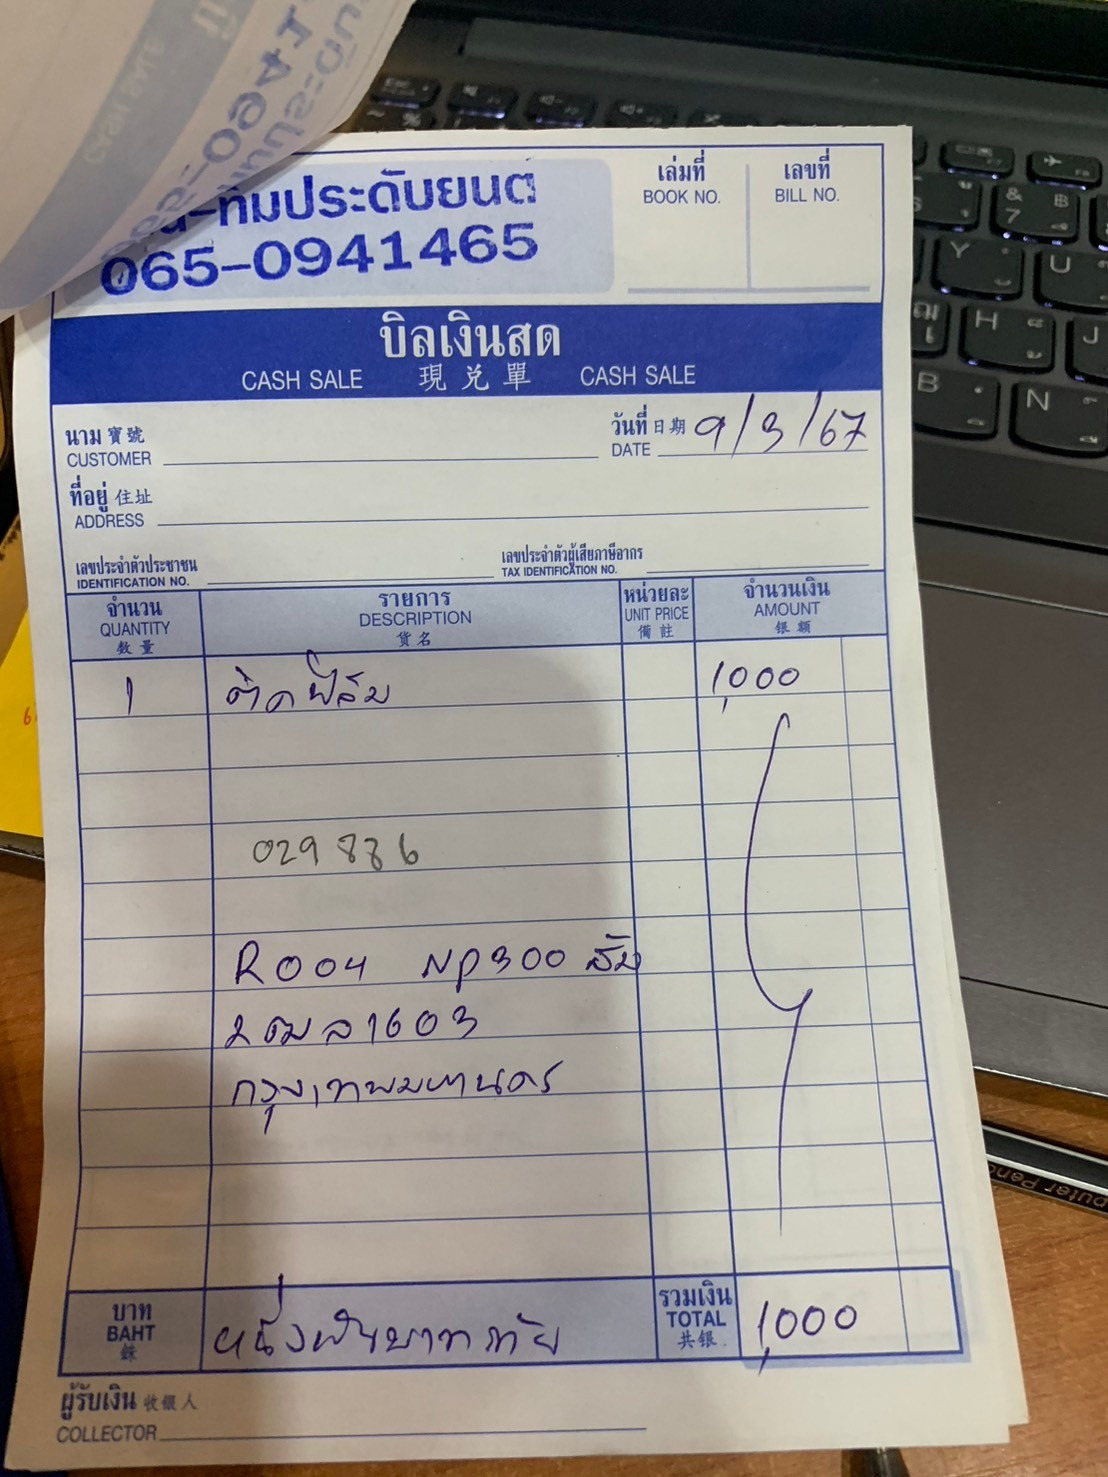 -ทิมประดับยนต์
065-0941465
เล่มที่
BOOK NO.
เลขที่
BILL NO.
บิลเงินสด
CASH SALE 現兑單 CASH SALE
นาม 寶號
CUSTOMER
วันที่ 日期 9/3/67
DATE
ที่อยู่ 住址
ADDRESS
เลขประจำตัวประชาชน
IDENTIFICATION NO.
เลขประจำตัวผู้เสียภาษีอากร
TAX IDENTIFICATION NO.
จำนวน
QUANTITY
數量
รายการ
DESCRIPTION
货名
หน่วยละ
UNIT PRICE
備註
จำนวนเงิน
AMOUNT
銀額
1 ติดฟิล์ม 1,000
029886
R004 NP300 ส้ม
2ฒล1603
กรุงเทพมหานคร
บาท
BAHT
銖
หนึ่งพันบาทถ้วย
รวมเงิน
TOTAL
共银
1,000
ผู้รับเงิน 收银人
COLLECTOR